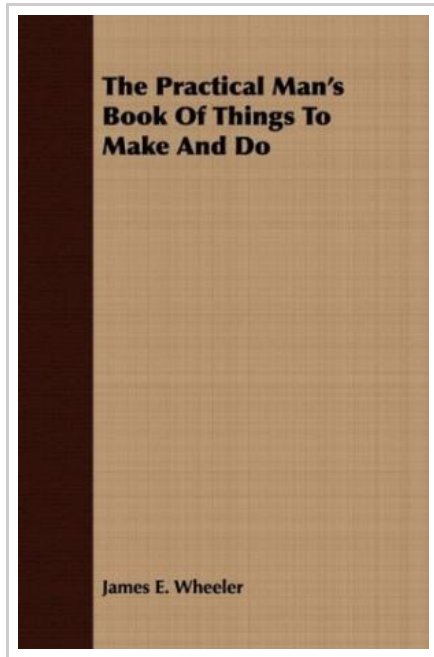 The Practical Man's
Book Of Things To
Make And Do
James E. Wheeler